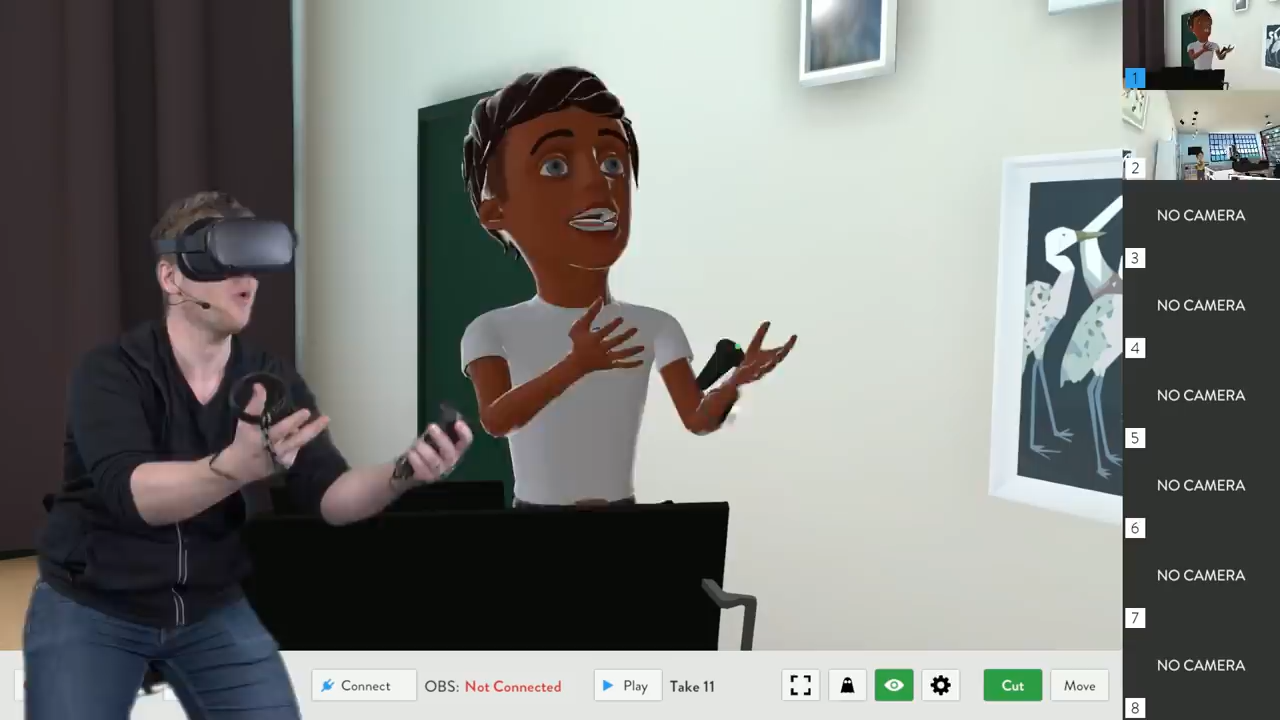 1
2
NO CAMERA
3
NO CAMERA
4
NO CAMERA
5
NO CAMERA
6
NO CAMERA
7
NO CAMERA
8
Connect
OBS: Not Connected
Play
Take 11
Cut
Move